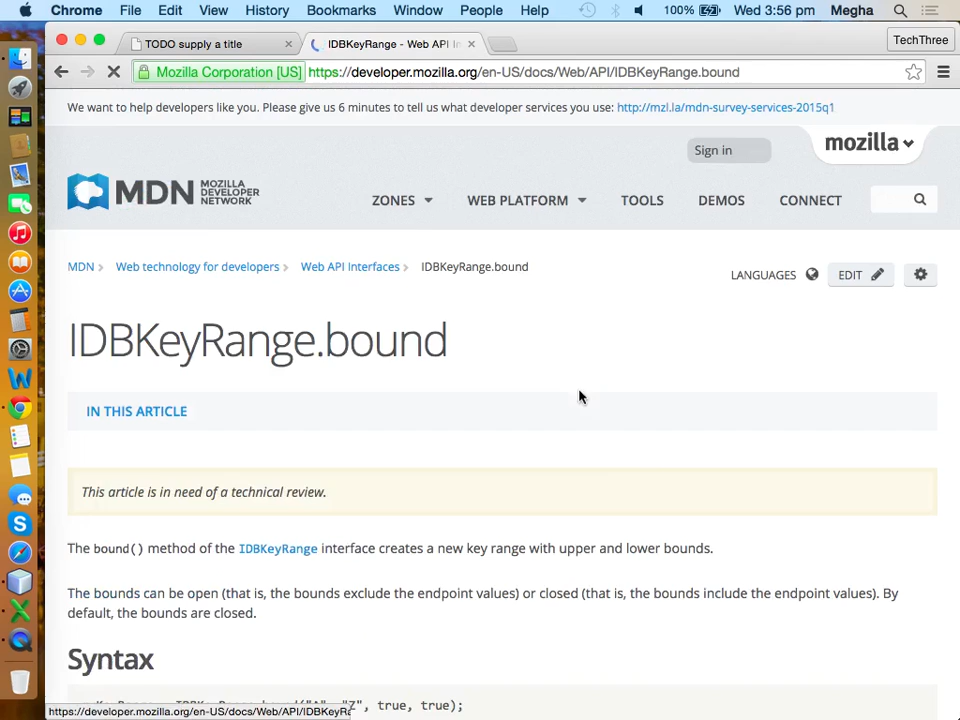 Chrome File Edit View History Bookmarks Window People Help 100% Wed 3:56 pm Megha
TODO supply a title
IDBKeyRange - Web API In
TechThree
Mozilla Corporation [US] https://developer.mozilla.org/en-US/docs/Web/API/IDBKeyRange.bound
We want to help developers like you. Please give us 6 minutes to tell us what developer services you use: http://mzl.la/mdn-survey-services-2015q1
Sign in
mozilla
MDN MOZILLA DEVELOPER NETWORK
ZONES WEB PLATFORM TOOLS DEMOS CONNECT
MDN Web technology for developers Web API Interfaces IDBKeyRange.bound
LANGUAGES EDIT
IDBKeyRange.bound
IN THIS ARTICLE
This article is in need of a technical review.
The bound() method of the IDBKeyRange interface creates a new key range with upper and lower bounds.
The bounds can be open (that is, the bounds exclude the endpoint values) or closed (that is, the bounds include the endpoint values). By
default, the bounds are closed.
Syntax
true, true);
https://developer.mozilla.org/en-US/docs/Web/API/IDBKeyRa